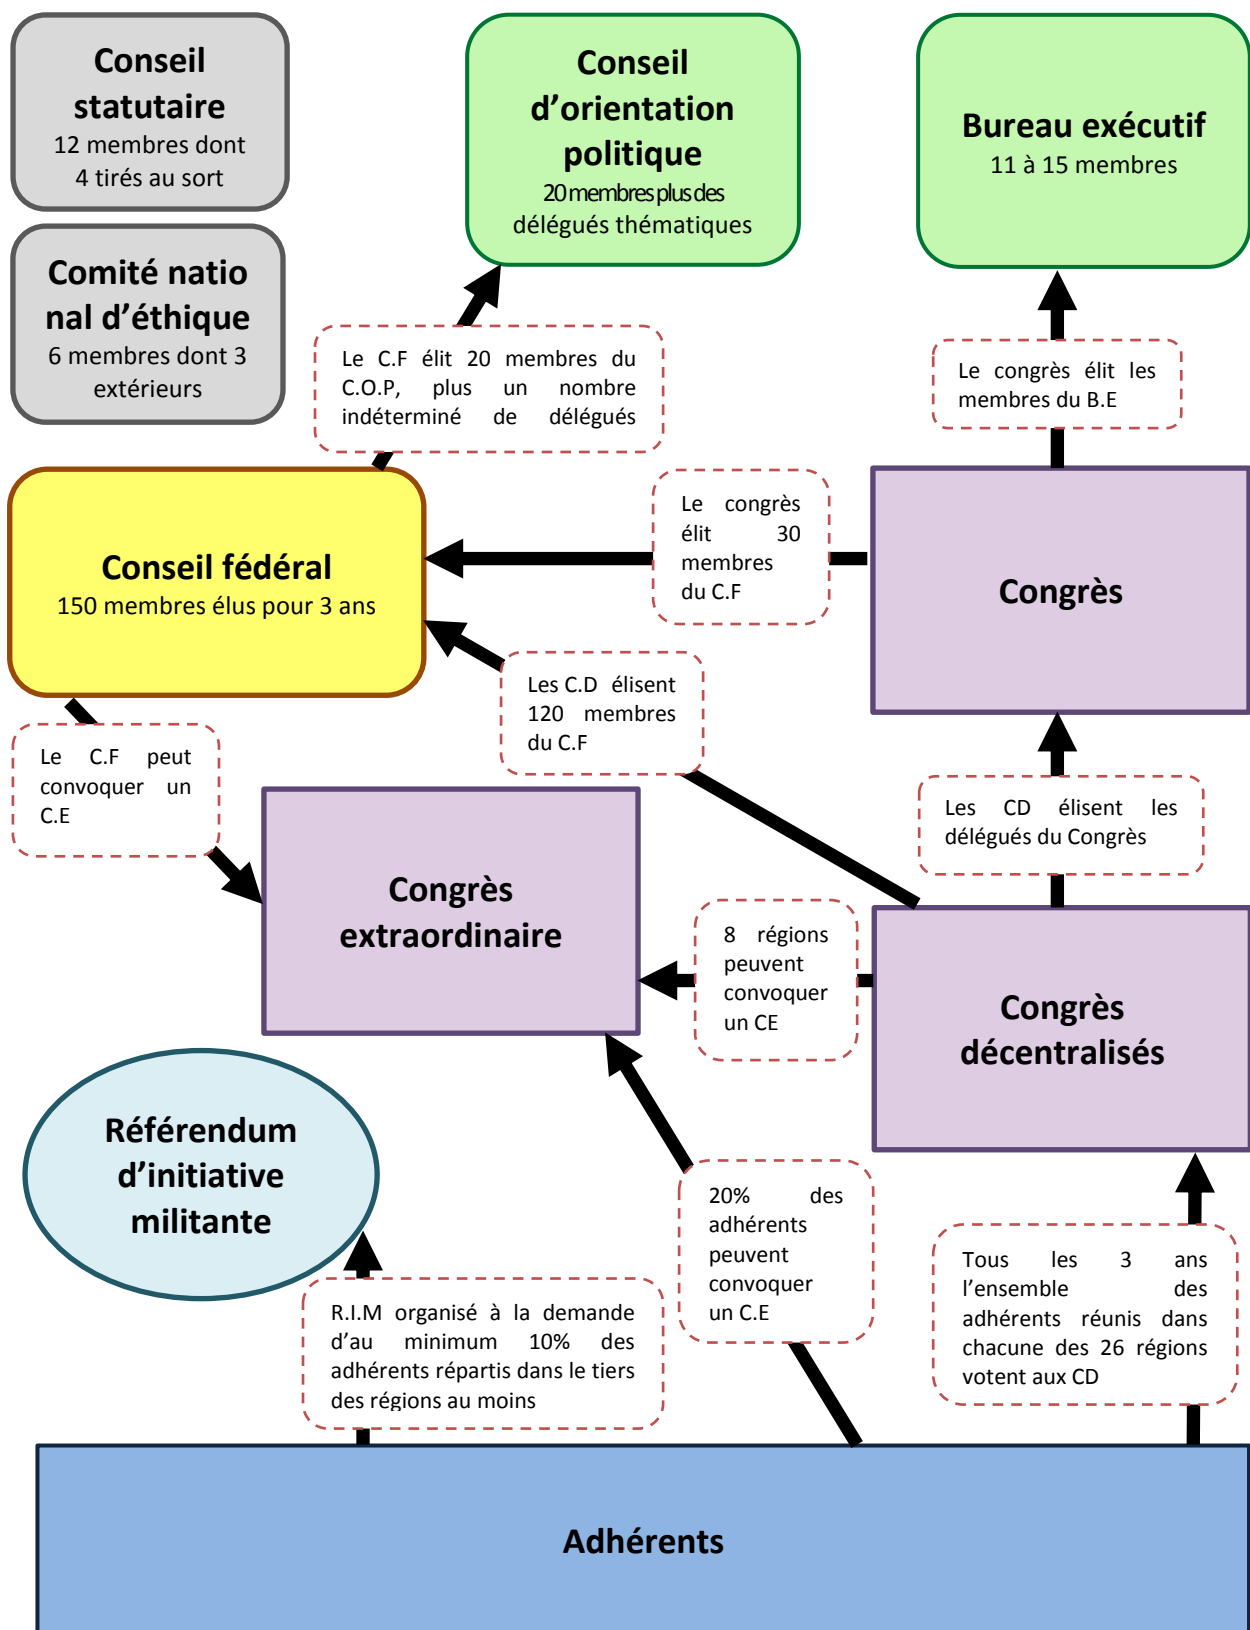 Conseil
statutaire
12 membres dont
4 tirés au sort
Conseil
d’orientation
politique
20 membres plus des
délégués thématiques
Bureau exécutif
11 à 15 membres
Comité natio
nal d’éthique
6 membres dont 3
extérieurs
Le C.F élit 20 membres du
C.O.P, plus un nombre
indéterminé de délégués
Le congrès élit les
membres du B.E
Conseil fédéral
150 membres élus pour 3 ans
Le congrès
élit 30
membres
du C.F
Congrès
Les C.D élisent
120 membres
du C.F
Le C.F peut
convoquer un
C.E
Les CD élisent les
délégués du Congrès
Congrès
extraordinaire
8 régions
peuvent
convoquer
un CE
Congrès
décentralisés
Référendum
d’initiative
militante
20% des
adhérents
peuvent
convoquer
un C.E
Tous les 3 ans
l’ensemble des
adhérents réunis dans
chacune des 26 régions
votent aux CD
R.I.M organisé à la demande
d’au minimum 10% des
adhérents répartis dans le tiers
des régions au moins
Adhérents